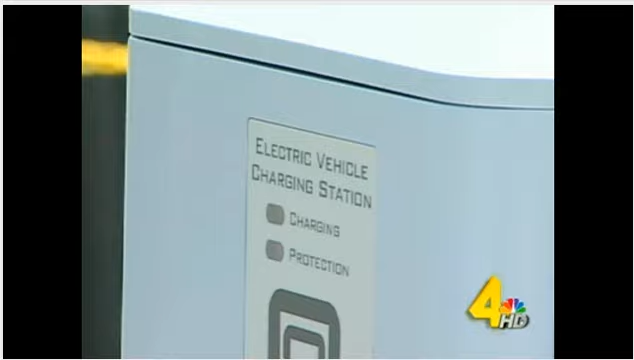 ELECTRIC VEHICLE
CHARGING STATION
CHARGING
PROTECTION
4
HD